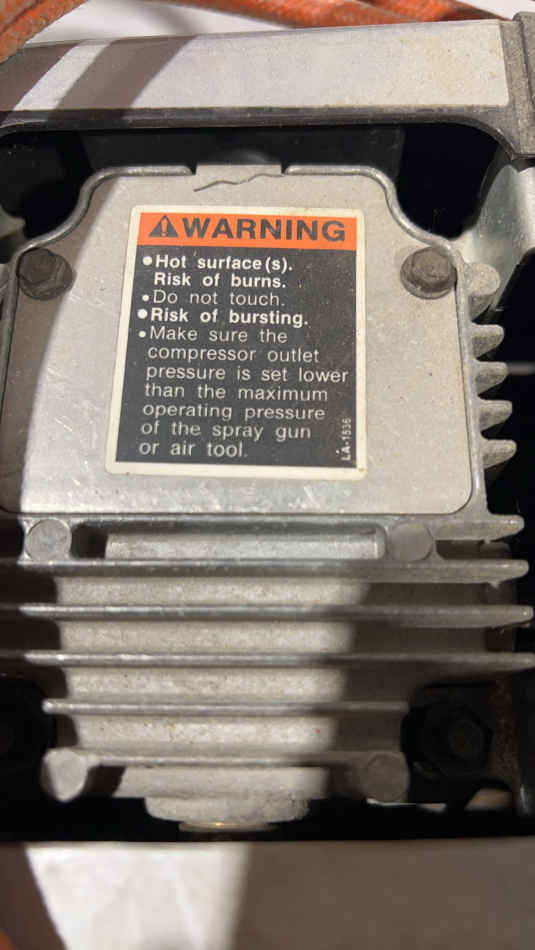 ⚠WARNING
•Hot surface(s).
Risk of burns.
•Do not touch.
•Risk of bursting.
•Make sure the
compressor outlet
pressure is set lower
than the maximum
operating pressure
of the spray gun
or air tool.
LA-1536